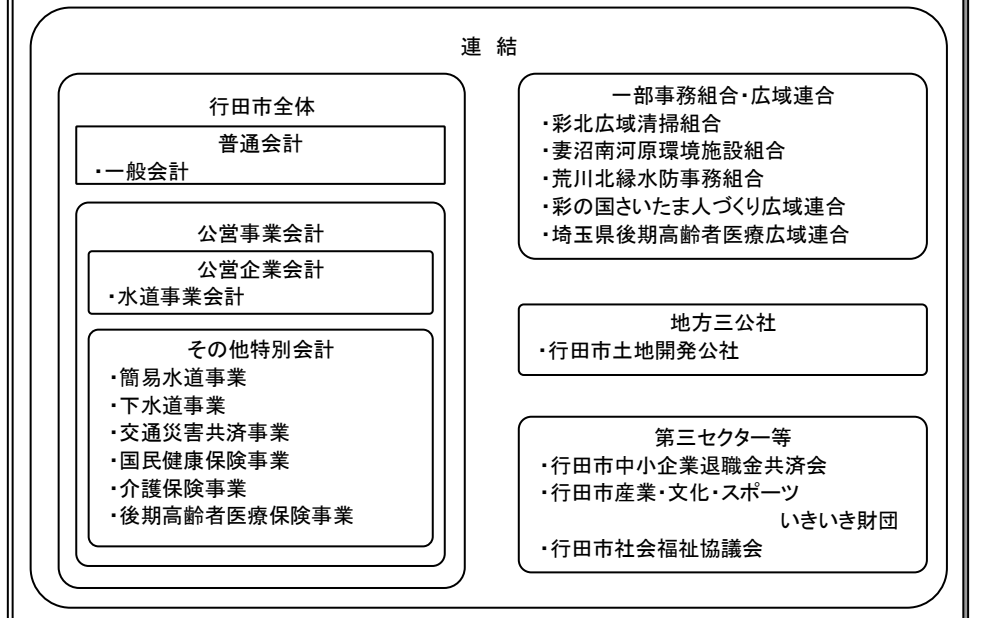 連 結
行田市全体
普通会計
・一般会計
公営事業会計
公営企業会計
・水道事業会計
その他特別会計
・簡易水道事業
・下水道事業
・交通災害共済事業
・国民健康保険事業
・介護保険事業
・後期高齢者医療保険事業
一部事務組合・広域連合
・彩北広域清掃組合
・妻沼南河原環境施設組合
・荒川北縁水防事務組合
・彩の国さいたま人づくり広域連合
・埼玉県後期高齢者医療広域連合
地方三公社
・行田市土地開発公社
第三セクター等
・行田市中小企業退職金共済会
・行田市産業・文化・スポーツ
いきいき財団
・行田市社会福祉協議会